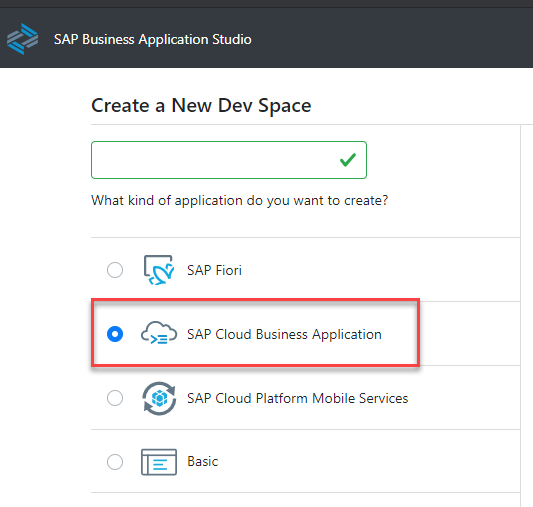 SAP Business Application Studio
Create a New Dev Space
What kind of application do you want to create?
SAP Fiori
SAP Cloud Business Application
SAP Cloud Platform Mobile Services
Basic